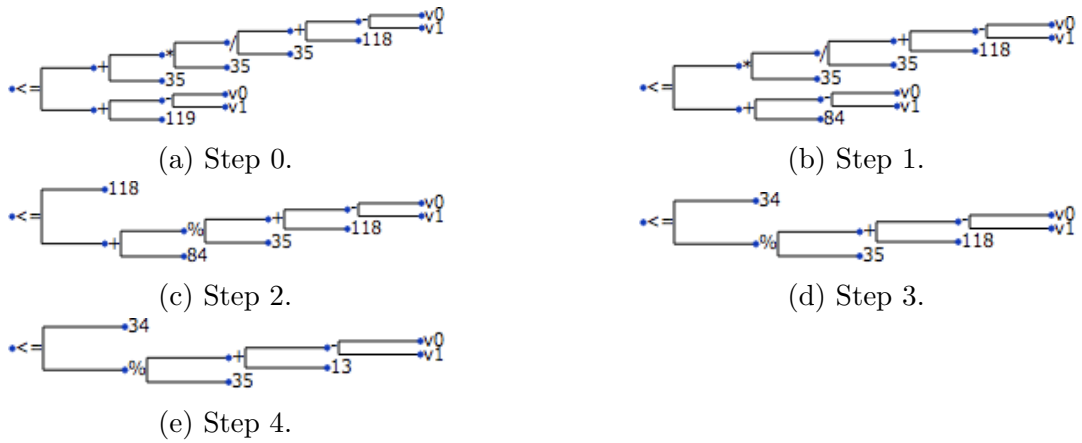 <= + * / + - v0
v1
118
35
35
35
+ - v0
v1
119
(a) Step 0.
<= * / + - v0
v1
118
35
35
+ - v0
v1
84
(b) Step 1.
<= 118
+ % + - v0
v1
118
35
84
(c) Step 2.
<= 34
% + - v0
v1
118
35
(d) Step 3.
<= 34
% + - v0
v1
13
35
(e) Step 4.